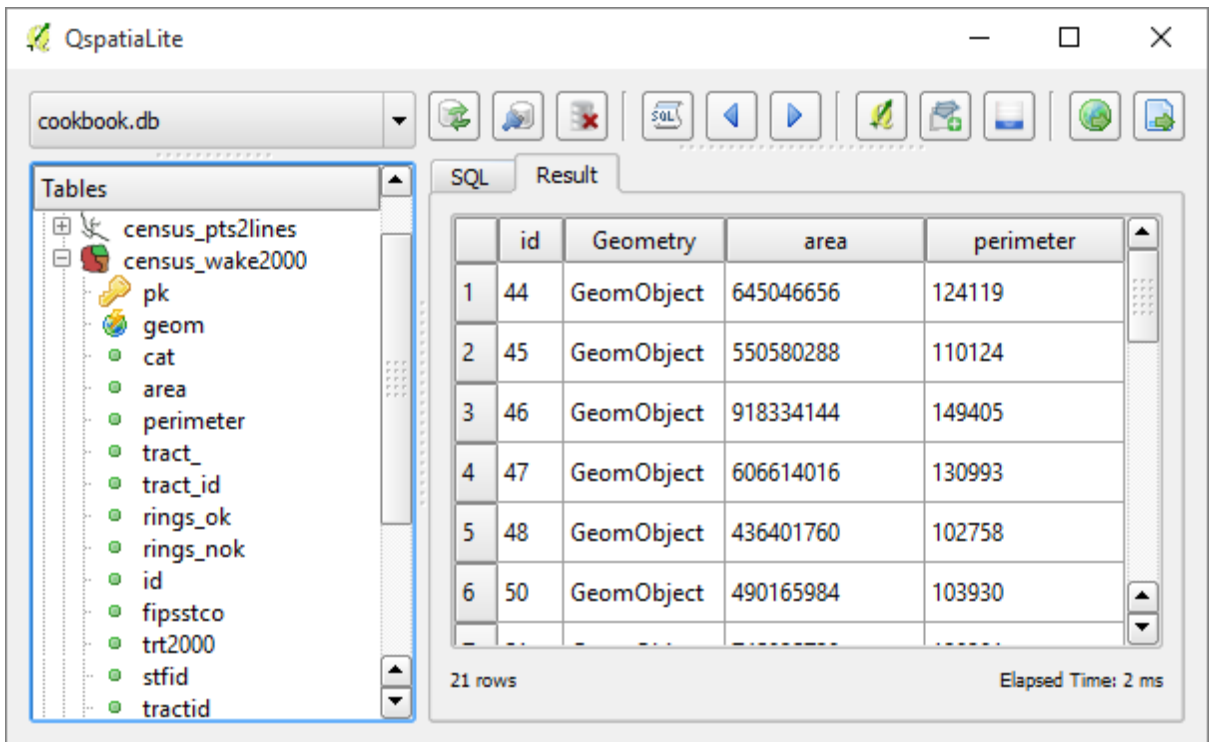 QspatiaLite
cookbook.db
SQL
Tables
census_pts2lines
census_wake2000
pk
geom
cat
area
perimeter
tract_
tract_id
rings_ok
rings_nok
id
fipsstco
trt2000
stfid
tractid
SQL Result
id Geometry area perimeter
1 44 GeomObject 645046656 124119
2 45 GeomObject 550580288 110124
3 46 GeomObject 918334144 149405
4 47 GeomObject 606614016 130993
5 48 GeomObject 436401760 102758
6 50 GeomObject 490165984 103930
21 rows Elapsed Time: 2 ms